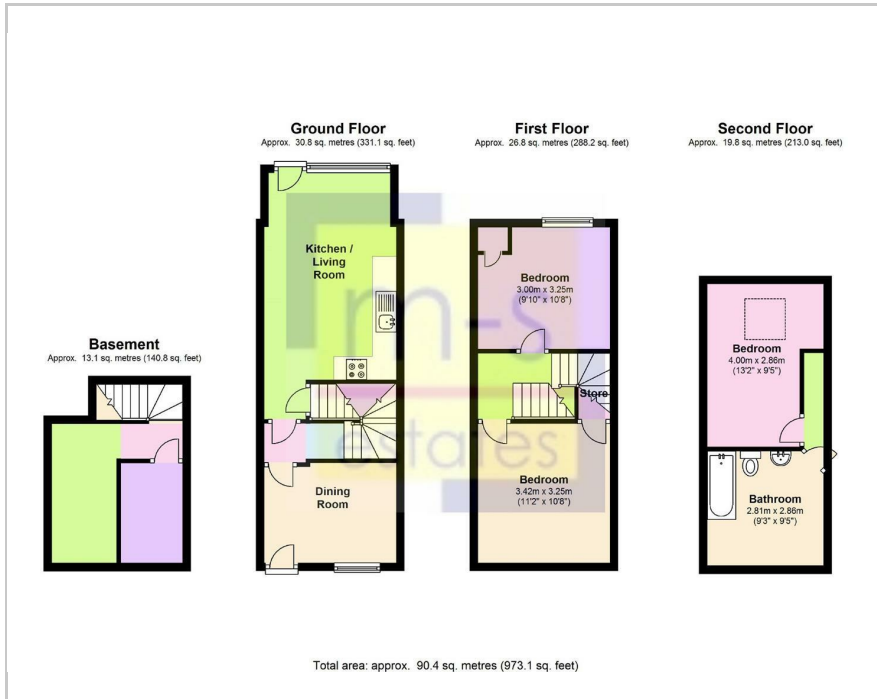 Ground Floor
Approx. 30.8 sq. metres (331.1 sq. feet)
First Floor
Approx. 26.8 sq. metres (288.2 sq. feet)
Second Floor
Approx. 19.8 sq. metres (213.0 sq. feet)
Basement
Approx. 13.1 sq. metres (140.8 sq. feet)
Kitchen /
Living
Room
Dining
Room
Bedroom
3.00m x 3.25m
(9'10" x 10'8")
Store
Bedroom
3.42m x 3.25m
(11'2" x 10'8")
Bedroom
4.00m x 2.86m
(13'2" x 9'5")
Bathroom
2.81m x 2.86m
(9'3" x 9'5")
m-s
estates
Total area: approx. 90.4 sq. metres (973.1 sq. feet)